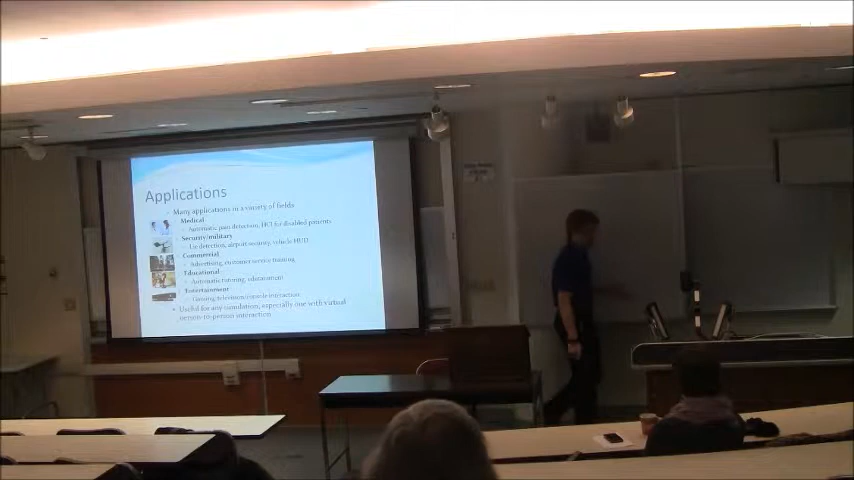 Applications
Many applications in a variety of fields
Medical
Automatic pain detection, HCI for disabled patients
Security/military
Lie detection, airport security, vehicle HUD
Commercial
Advertising, customer service training
Educational
Automatic tutoring, edutainment
Entertainment
Gaming, television/console interaction
Useful for any simulation, especially one with virtual
person-to-person interaction